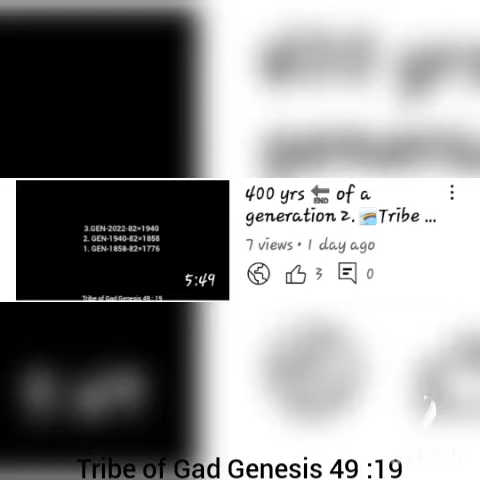 3.GEN-2022-82=1940
2. GEN-1940-82=1858
1. GEN-1858-82=1776
5:49
Tribe of Gad Genesis 49 : 19
400 yrs 🔚 of a
generation 2. 🌈Tribe ...
7 views • 1 day ago
3
0
Tribe of Gad Genesis 49 :19